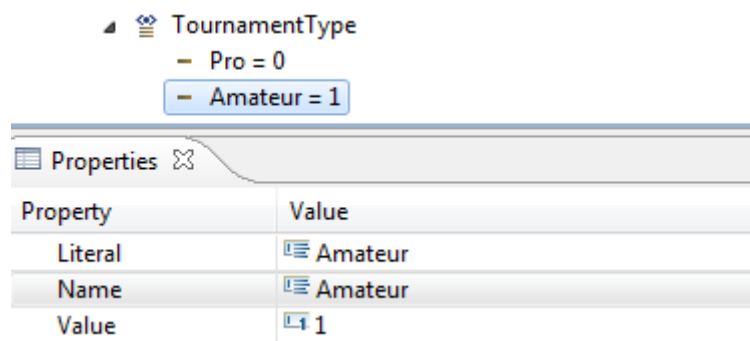 TournamentType
Pro = 0
Amateur = 1
Properties
Property Value
Literal Amateur
Name Amateur
Value 1